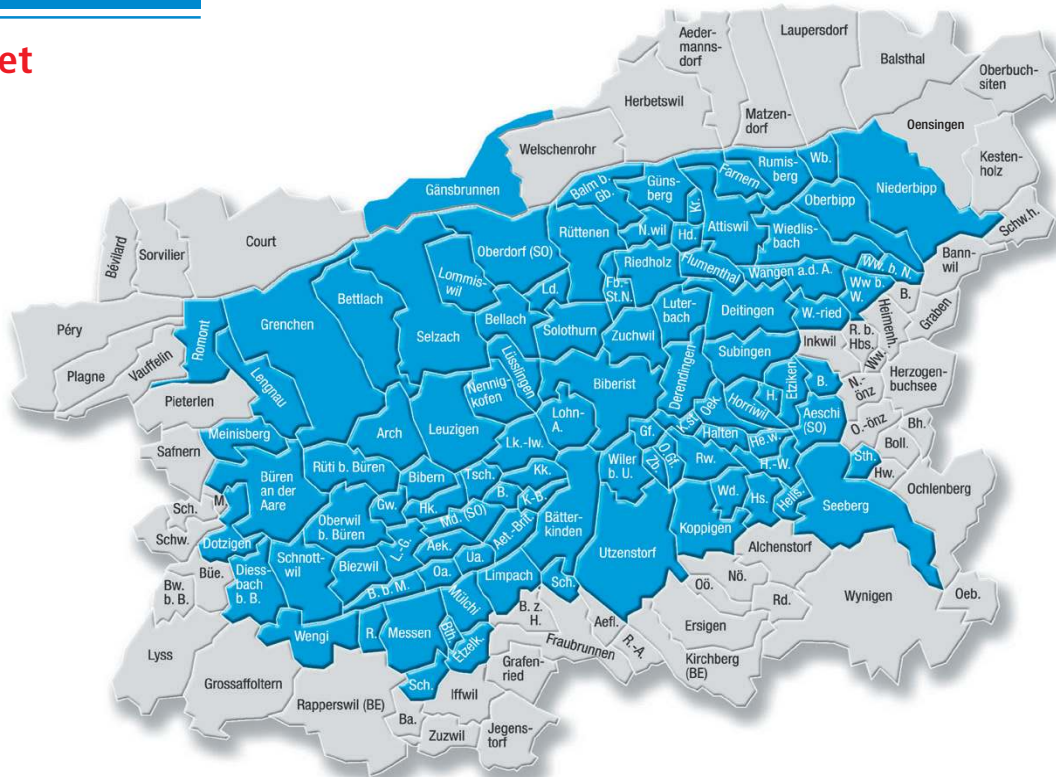 et
Aeder-
manns-
dorf
Laupersdorf
Balsthal
Oberbuch-
siten
Herbetswil
Matzen-
dorf
Oensingen
Welschenrohr
Kesten-
holz
Gänsbrunnen
Balm b.
Gb.
Güns-
berg
Kr.
Farnern
Rumis-
berg
Wb.
Niederbipp
Oberbipp
Schw.h.
Bévilard
Sorvilier
Court
Oberdorf (SO)
Rüttenen
N.wil
Hd.
Attiswil
Wiedlis-
bach
Bann-
wil
Bettlach
Lommis-
wil
Ld.
Riedholz
Flumenthal
Wangen a.d. A.
Ww. b. N.
Ww b.
W.
B.
Graben
Péry
Plagne
Vauffelin
Romont
Grenchen
Selzach
Bellach
Solothurn
Fb.-
St.N.
Zuchwil
Luter-
bach
Deitingen
W.-ried
Heimenh.
Inkwil
R. b.
Hbs.
Ww.
Herzogen-
buchsee
Pieterlen
Lengnau
Lüsslingen
Nennig-
kofen
Biberist
Derendingen
Subingen
Etziken
B.
N.-
önz
Meinisberg
Arch
Leuzigen
Lohn-
A.
K.st.
Oek.
Horriwil
H.
Aeschi
(SO)
O.-önz
Bh.
Safnern
Büren
an der
Aare
Rüti b. Büren
Bibern
Tsch.
Lk.-Iw.
Gf.
O.Gf.
Halten
He.w.
Boll.
Wiler
b. U.
Zb.
Rw.
H.-W.
Sth.
Hw.
Ochlenberg
Sch.
M.
Gw.
Hk.
B.
Kk.
K-B.
Wd.
Hs.
Hells.
Seeberg
Oberwil
b. Büren
Md. (SO)
Bätter-
kinden
Koppigen
Schw.
Dotzigen
L.-G.
Aek.
Aet.-Brif
Utzenstorf
Alchenstorf
Schnott-
wil
Biezwil
Ua.
Büe.
Diess-
bach
b. B.
Oa.
Limpach
Sch.
Oö.
Nö.
Bw.
b. B.
B. b. M.
Mülchi
B. z.
H.
Aefl.
Rd.
Wynigen
Oeb.
Wengi
R.
Messen
Bth.
Etzelk.
Fraubrunnen
R.-A.
Ersigen
Lyss
Grafen-
ried
Kirchberg
(BE)
Grossaffoltern
Sch.
Iffwil
Rapperswil (BE)
Ba.
Zuzwil
Jegens-
torf